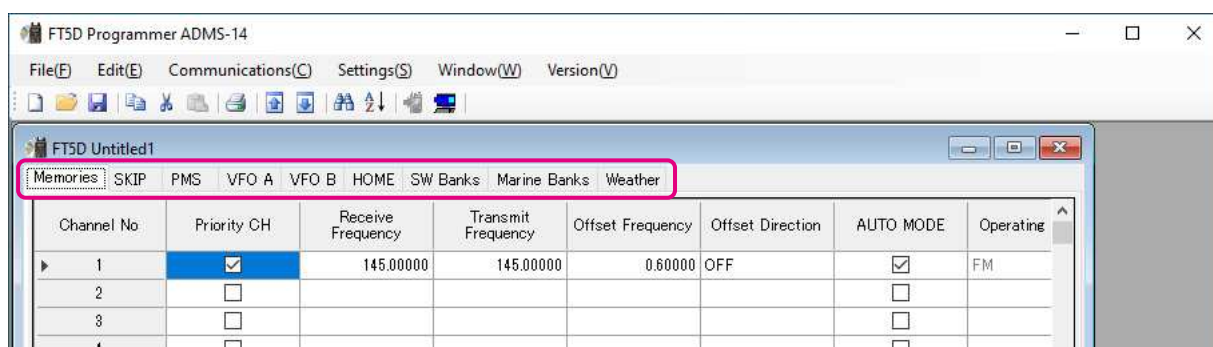 FT5D Programmer ADMS-14
File(F) Edit(E) Communications(C) Settings(S) Window(W) Version(V)
FT5D Untitled1
Memories SKIP PMS VFO A VFO B HOME SW Banks Marine Banks Weather
Channel No Priority CH Receive Frequency Transmit Frequency Offset Frequency Offset Direction AUTO MODE Operating
1 145.00000 145.00000 0.60000 OFF FM
2
3